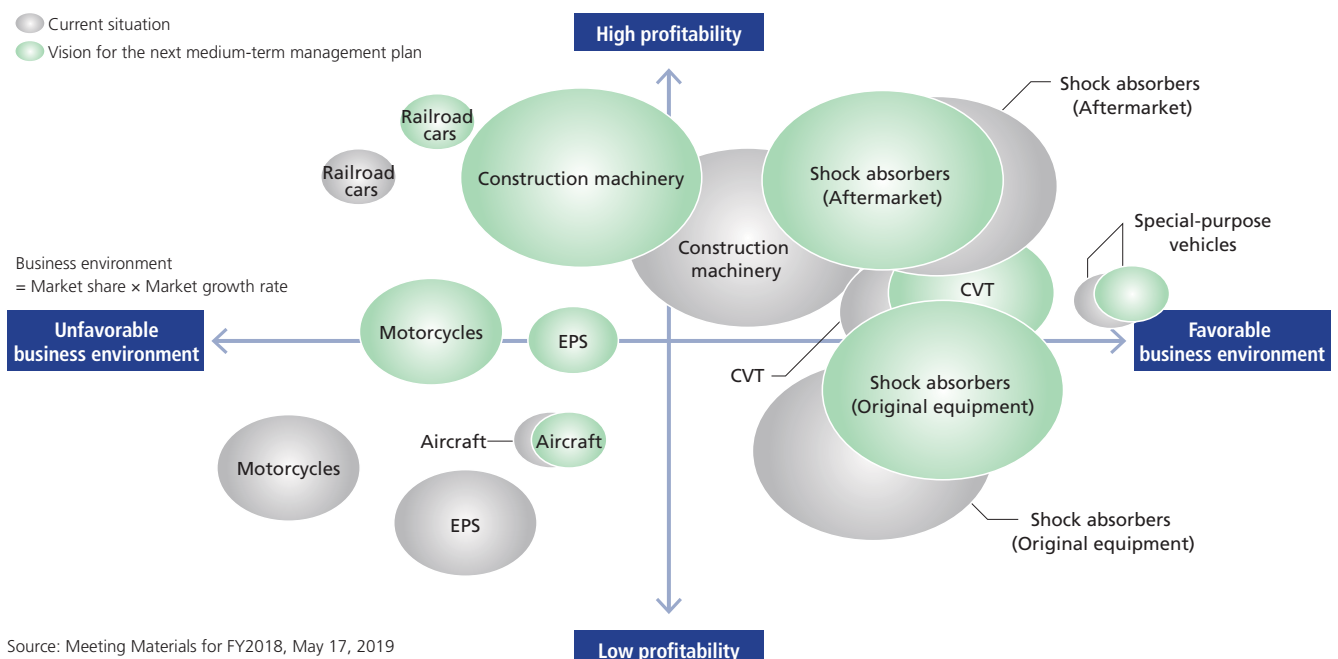 Current situation
Vision for the next medium-term management plan
High profitability
Shock absorbers
(Aftermarket)
Railroad
cars
Railroad
cars
Construction machinery
Shock absorbers
(Aftermarket)
Special-purpose
vehicles
Construction
machinery
Business environment
= Market share × Market growth rate
CVT
Unfavorable
business environment
Motorcycles
EPS
Favorable
business environment
CVT
Shock absorbers
(Original equipment)
Aircraft
Aircraft
Motorcycles
EPS
Shock absorbers
(Original equipment)
Source: Meeting Materials for FY2018, May 17, 2019
Low profitability